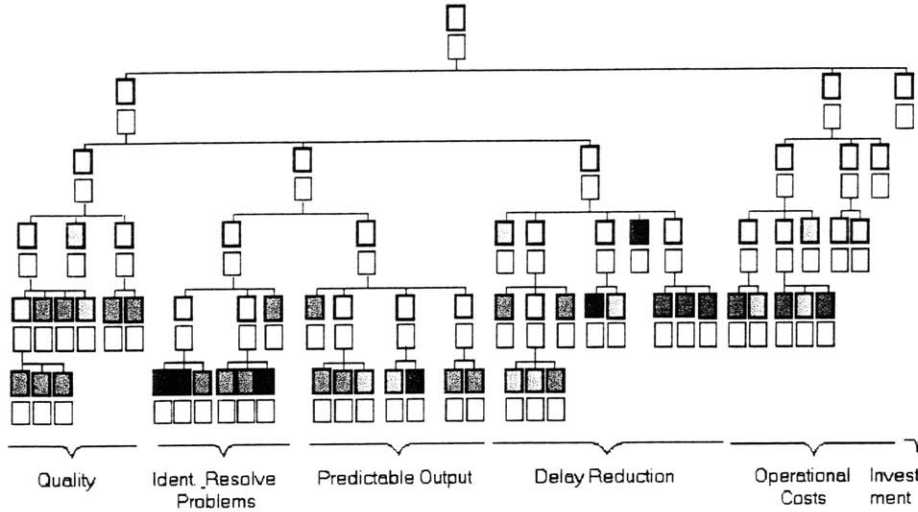 Quality
Ident. Resolve
Problems
Predictable Output
Delay Reduction
Operational
Costs
Invest
ment